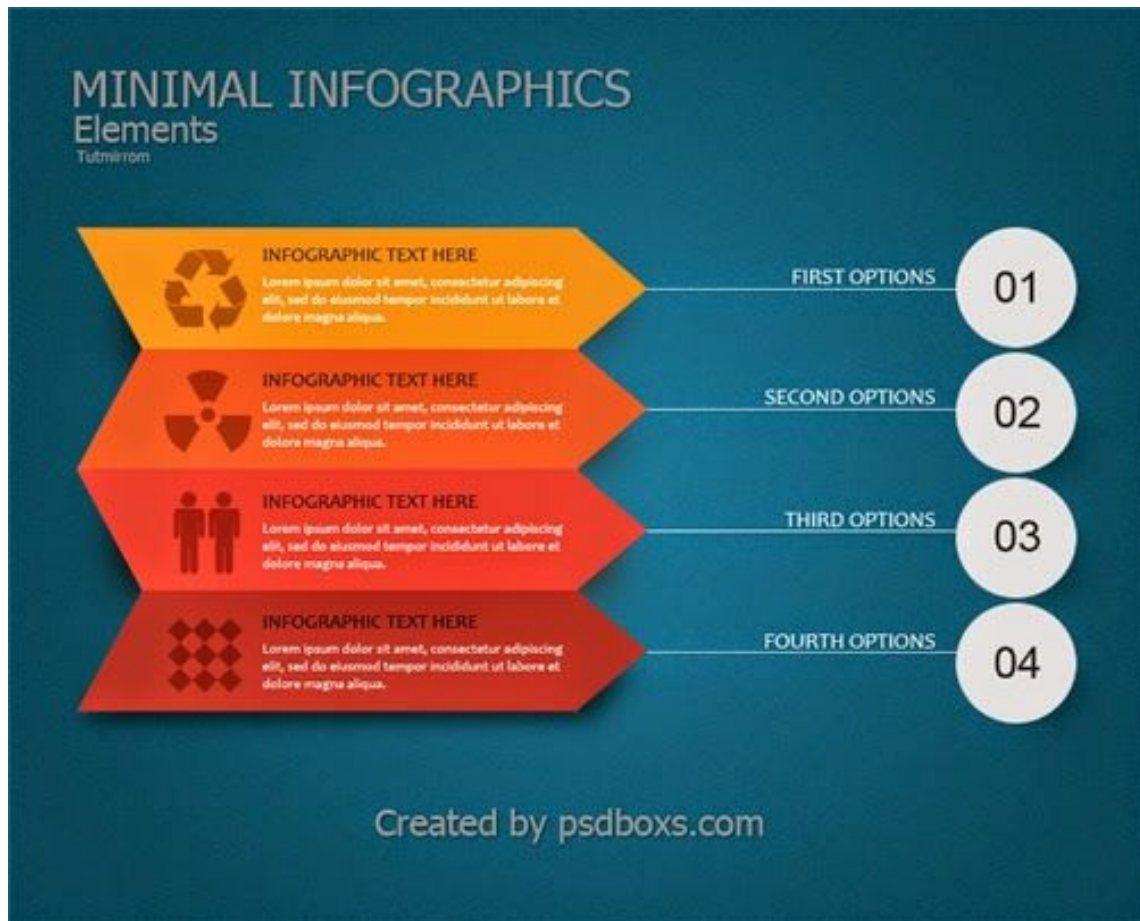 MINIMAL INFOGRAPHICS
Elements
Tutmirrom
INFOGRAPHIC TEXT HERE
Lorem ipsum dolor sit amet, consectetur adipiscing
elit, sed do eiusmod tempor incididunt ut labore et
dolore magna aliqua.
FIRST OPTIONS
01
INFOGRAPHIC TEXT HERE
Lorem ipsum dolor sit amet, consectetur adipiscing
elit, sed do eiusmod tempor incididunt ut labore et
dolore magna aliqua.
SECOND OPTIONS
02
INFOGRAPHIC TEXT HERE
Lorem ipsum dolor sit amet, consectetur adipiscing
elit, sed do eiusmod tempor incididunt ut labore et
dolore magna aliqua.
THIRD OPTIONS
03
INFOGRAPHIC TEXT HERE
Lorem ipsum dolor sit amet, consectetur adipiscing
elit, sed do eiusmod tempor incididunt ut labore et
dolore magna aliqua.
FOURTH OPTIONS
04
Created by psdboxs.com